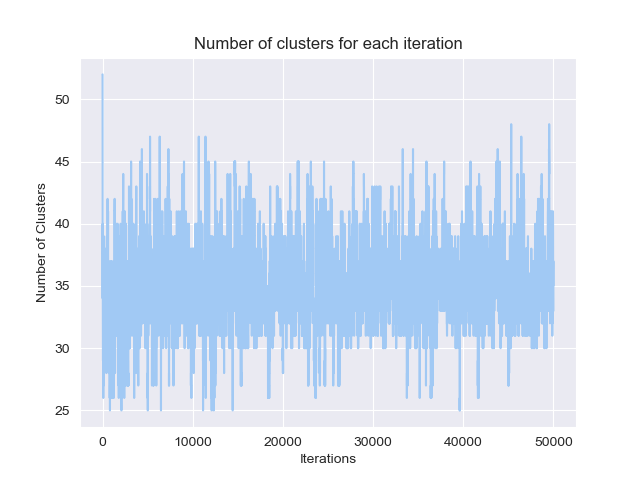 Number of clusters for each iteration
50
45
40
35
30
25
Number of Clusters
0 10000 20000 30000 40000 50000
Iterations